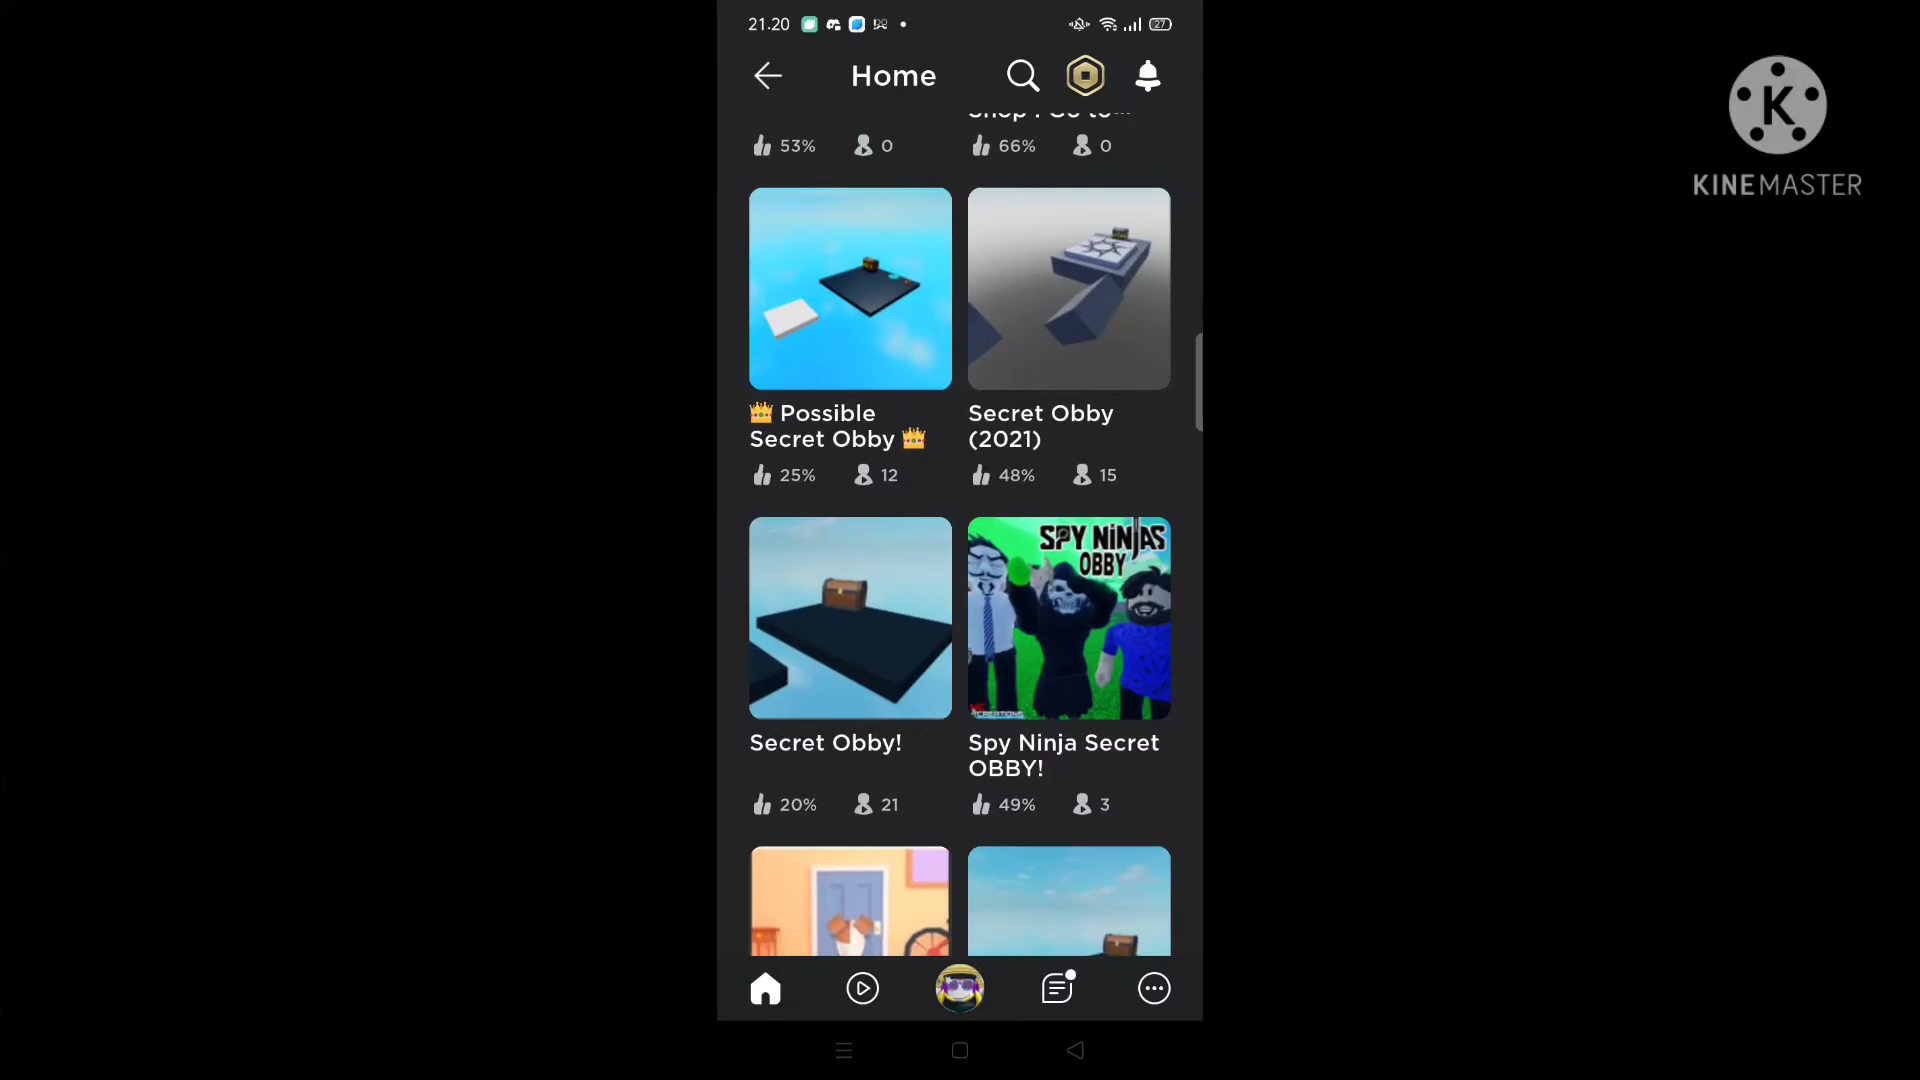 21.20
27
Home
53% 0
66% 0
Possible
Secret Obby
25% 12
Secret Obby
(2021)
48% 15
SPY NINJAS
OBBY
Secret Obby!
20% 21
Spy Ninja Secret
OBBY!
49% 3
K
KINEMASTER